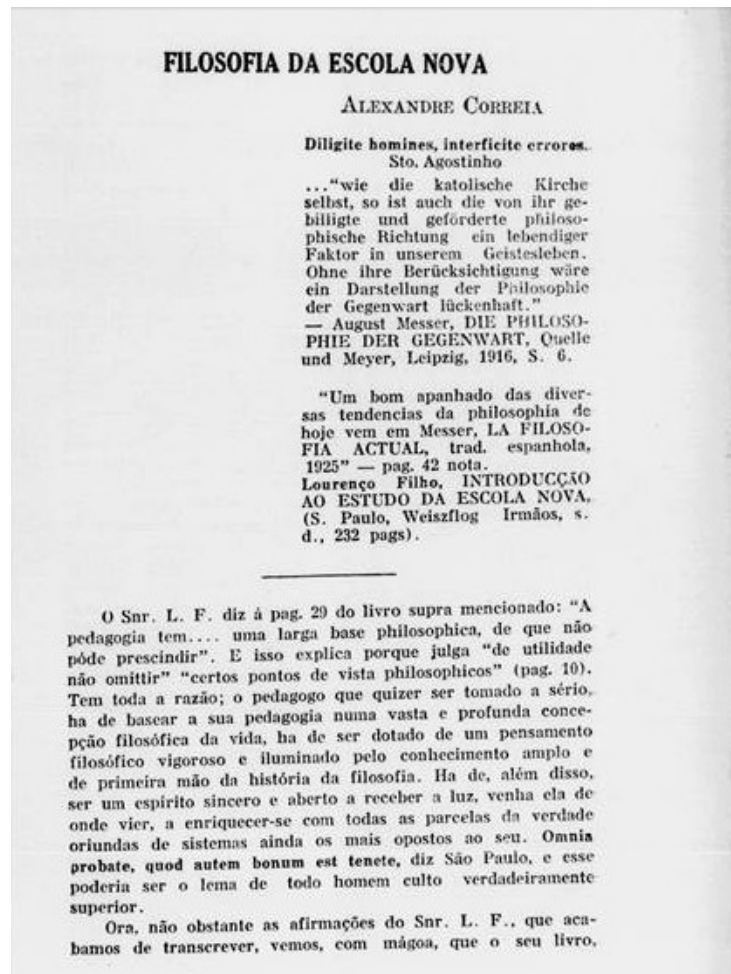 FILOSOFIA DA ESCOLA NOVA
ALEXANDRE CORREIA
Diligite homines, interficite errores.
Sto. Agostinho
..."wie die katolische Kirche
selbst, so ist auch die von ihr ge-
billigte und geförderte philoso-
phische Richtung ein lebendiger
Faktor in unserem Geistesleben.
Ohne ihre Berücksichtigung wäre
ein Darstellung der Philosophie
der Gegenwart lückenhaft."
— August Messer, DIE PHILOSO-
PHIE DER GEGENWART, Quelle
und Meyer, Leipzig, 1916, S. 6.
"Um bom apanhado das diver-
sas tendencias da philosophia de
hoje vem em Messer, LA FILOSO-
FIA ACTUAL, trad. espanhola,
1925" — pag. 42 nota.
Lourenço Filho, INTRODUCÇÃO
AO ESTUDO DA ESCOLA NOVA,
(S. Paulo, Weiszflog Irmãos, s.
d., 232 pags).
O Snr. L. F. diz á pag. 29 do livro supra mencionado: "A
pedagogia tem.... uma larga base philosophica, de que não
póde prescindir". E isso explica porque julga "de utilidade
não omittir" "certos pontos de vista philosophicos" (pag. 10).
Tem toda a razão; o pedagogo que quizer ser tomado a sério,
ha de basear a sua pedagogia numa vasta e profunda conce-
pção filosófica da vida, ha de ser dotado de um pensamento
filosófico vigoroso e iluminado pelo conhecimento amplo e
de primeira mão da história da filosofia. Ha de, além disso,
ser um espírito sincero e aberto a receber a luz, venha ela de
onde vier, a enriquecer-se com todas as parcelas da verdade
oriundas de sistemas ainda os mais opostos ao seu. Omnia
probate, quod autem bonum est tenete, diz São Paulo, e esse
poderia ser o lema de todo homem culto verdadeiramente
superior.
Ora, não obstante as afirmações do Snr. L. F., que aca-
bamos de transcrever, vemos, com mágoa, que o seu livro,